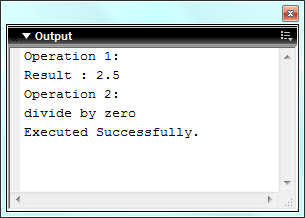 Output
Operation 1:
Result : 2.5
Operation 2:
divide by zero
Executed Successfully.